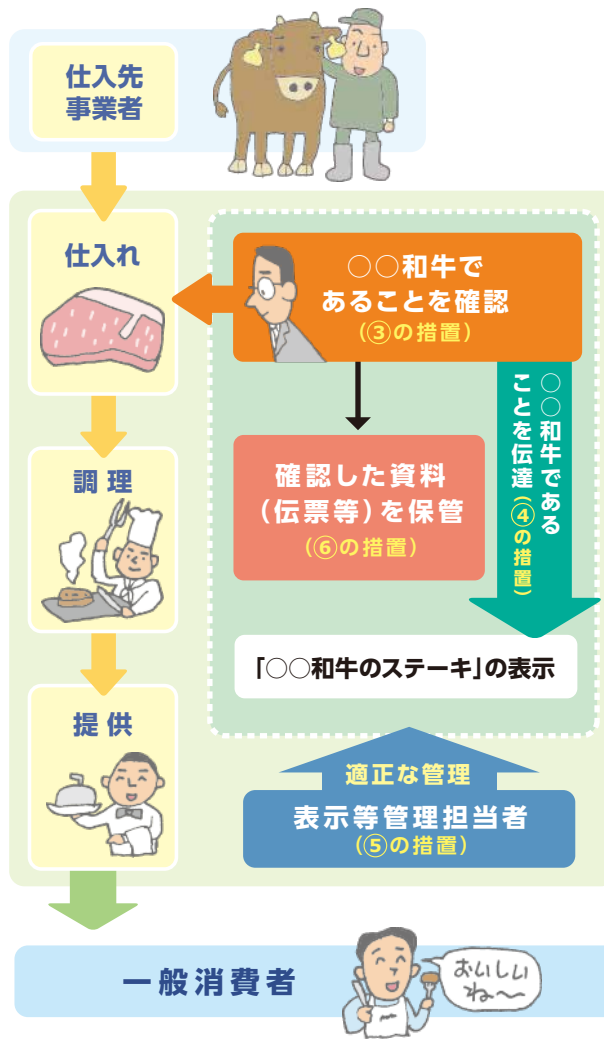 仕入先
事業者
仕入れ
○○和牛で
あることを確認
(③の措置)
○○和牛である
ことを伝達(④の措置)
確認した資料
(伝票等)を保管
(⑥の措置)
調理
「○○和牛のステーキ」の表示
提供
適正な管理
表示等管理担当者
(⑤の措置)
一般消費者
おいしい
ね〜